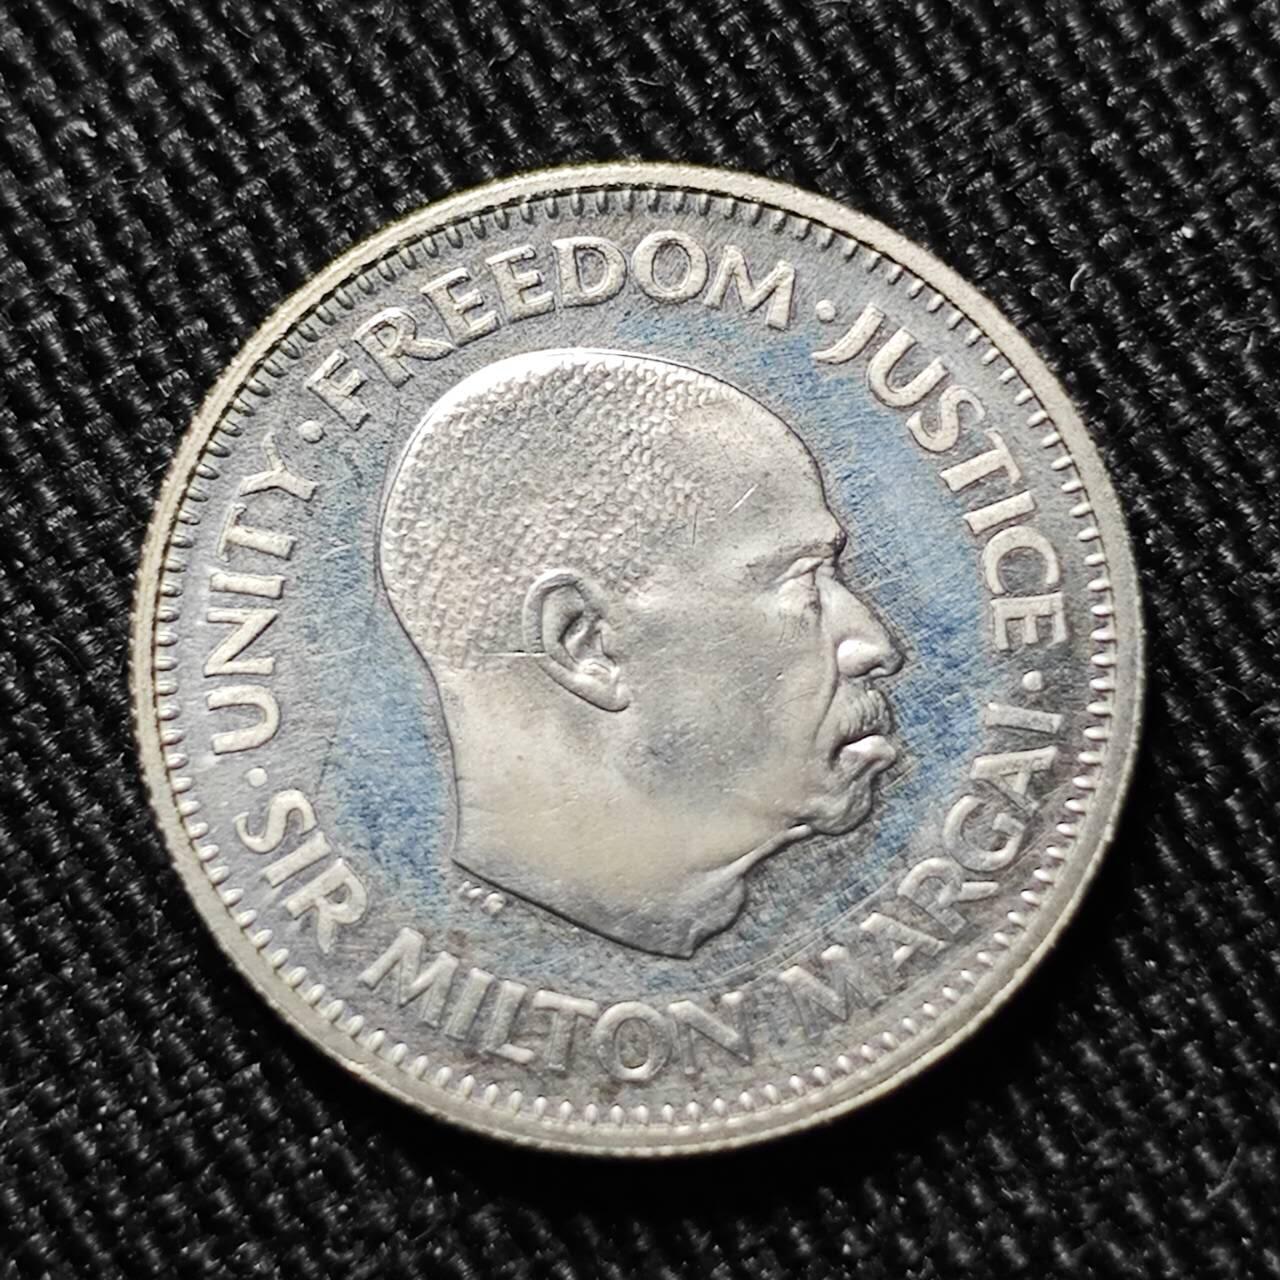 UNITY · FREEDOM · JUSTICE
SIR MILTON MARGAI